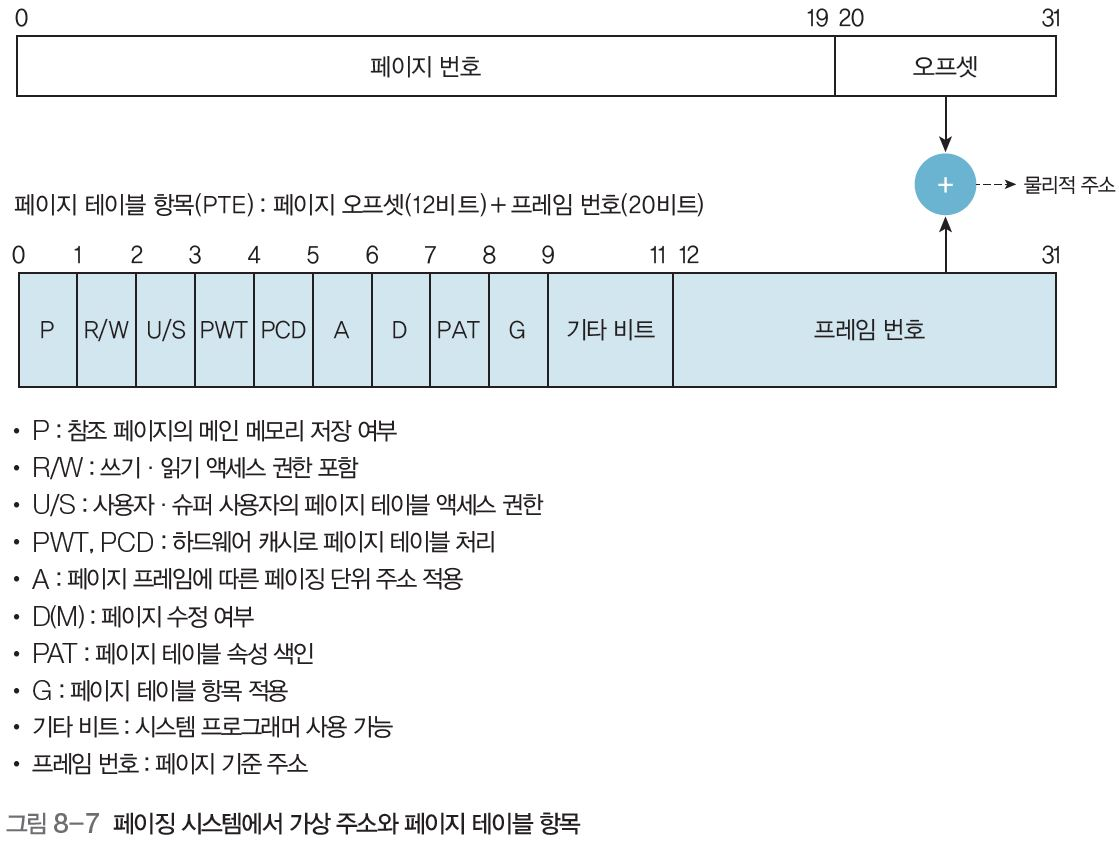 0 19 20 31
페이지 번호 오프셋
+ 물리적 주소
페이지 테이블 항목(PTE) : 페이지 오프셋(12비트)+프레임 번호(20비트)
0 1 2 3 4 5 6 7 8 9 11 12 31
P R/W U/S PWT PCD A D PAT G 기타 비트 프레임 번호
• P : 참조 페이지의 메인 메모리 저장 여부
• R/W : 쓰기 · 읽기 액세스 권한 포함
• U/S : 사용자 · 슈퍼 사용자의 페이지 테이블 액세스 권한
• PWT, PCD : 하드웨어 캐시로 페이지 테이블 처리
• A : 페이지 프레임에 따른 페이징 단위 주소 적용
• D(M) : 페이지 수정 여부
• PAT : 페이지 테이블 속성 색인
• G : 페이지 테이블 항목 적용
• 기타 비트 : 시스템 프로그래머 사용 가능
• 프레임 번호 : 페이지 기준 주소
그림 8-7 페이징 시스템에서 가상 주소와 페이지 테이블 항목